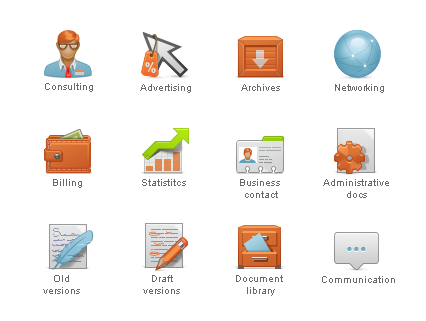 Consulting
Advertising
Archives
Networking
Billing
Statistitcs
Business
contact
Administrative
docs
Old
versions
Draft
versions
Document
library
Communication